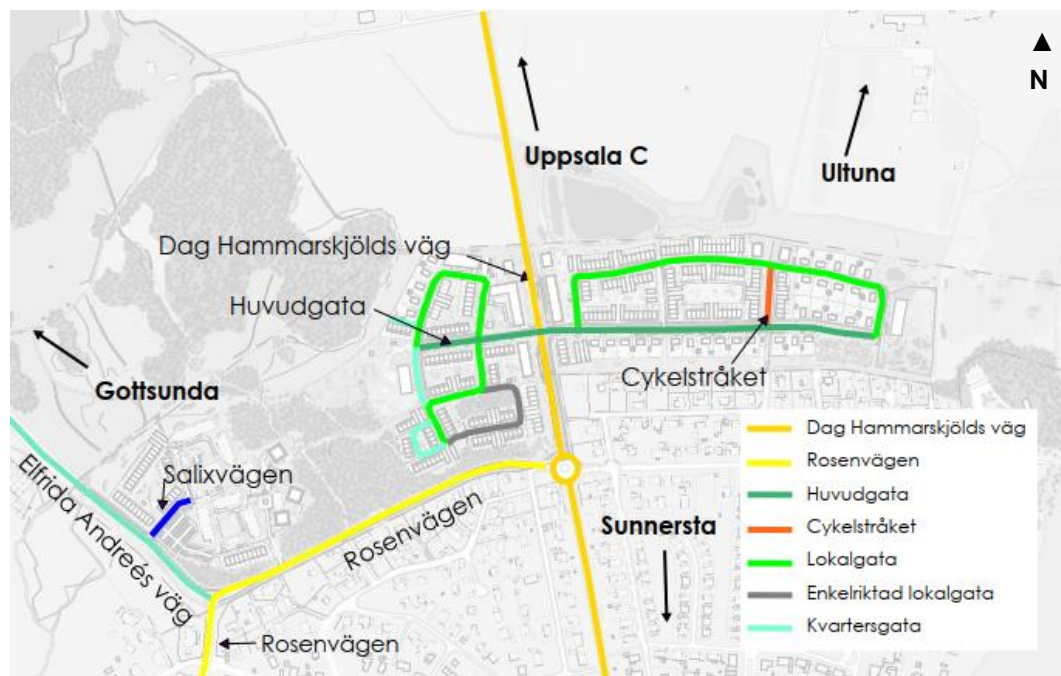 ▲
N
Uppsala C
Ultuna
Dag Hammarskjölds väg
Huvudgata
Gottsunda
Cykelstråket
Salixvägen
Elfrida Andreés väg
Rosenvägen
Sunnersta
Rosenvägen
Dag Hammarskjölds väg
Rosenvägen
Huvudgata
Cykelstråket
Lokalgata
Enkelriktad lokalgata
Kvartersgata